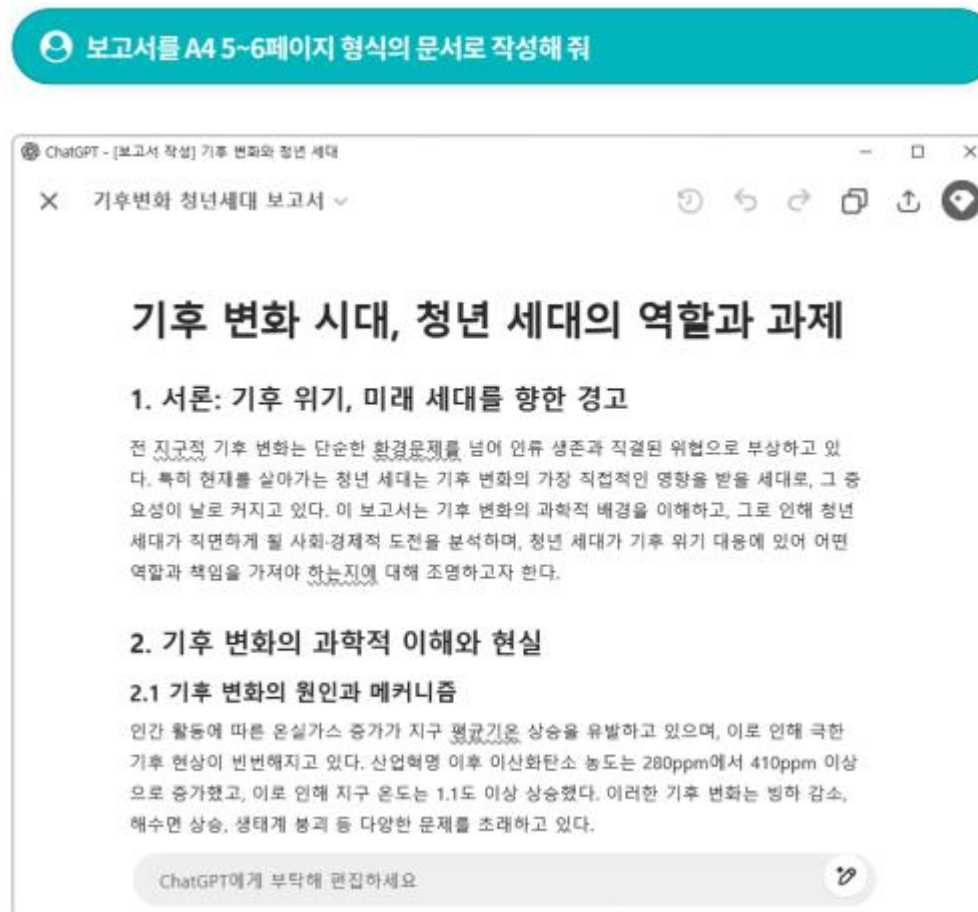 보고서를 A4 5~6페이지 형식의 문서로 작성해 줘
ChatGPT - [보고서 작성] 기후 변화와 청년 세대
기후변화 청년세대 보고서
기후 변화 시대, 청년 세대의 역할과 과제
1. 서론: 기후 위기, 미래 세대를 향한 경고
전 지구적 기후 변화는 단순한 환경문제를 넘어 인류 생존과 직결된 위협으로 부상하고 있
다. 특히 현재를 살아가는 청년 세대는 기후 변화의 가장 직접적인 영향을 받을 세대로, 그 중
요성이 날로 커지고 있다. 이 보고서는 기후 변화의 과학적 배경을 이해하고, 그로 인해 청년
세대가 직면하게 될 사회·경제적 도전을 분석하며, 청년 세대가 기후 위기 대응에 있어 어떤
역할과 책임을 가져야 하는지에 대해 조명하고자 한다.
2. 기후 변화의 과학적 이해와 현실
2.1 기후 변화의 원인과 메커니즘
인간 활동에 따른 온실가스 증가가 지구 평균기온 상승을 유발하고 있으며, 이로 인해 극한
기후 현상이 빈번해지고 있다. 산업혁명 이후 이산화탄소 농도는 280ppm에서 410ppm 이상
으로 증가했고, 이로 인해 지구 온도는 1.1도 이상 상승했다. 이러한 기후 변화는 빙하 감소,
해수면 상승, 생태계 붕괴 등 다양한 문제를 초래하고 있다.
ChatGPT에게 부탁해 편집하세요